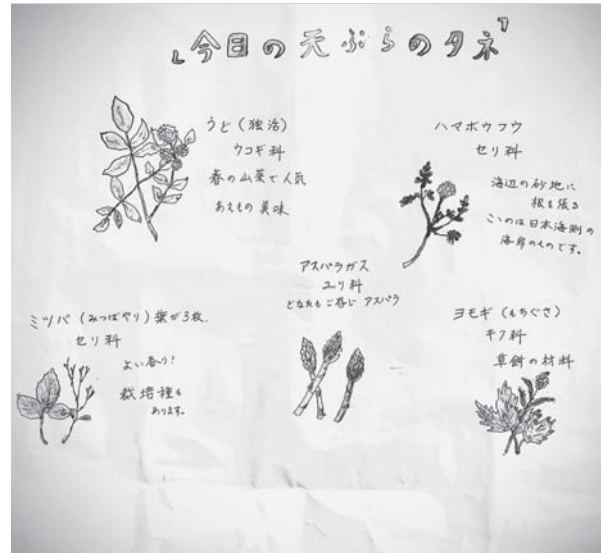 「今日の天ぷらのタネ」
うど(独活)
ウコギ科
春の山菜で人気
あえもの美味
ハマボウフウ
セリ科
海辺の砂地に
根を張る
このは日本海側の
海岸のものです。
アスパラガス
ユリ科
どなたもご存じ アスパラ
ミツバ(みつばやり)葉が3枚.
セリ科
よい香り!
栽培種も
あります。
ヨモギ(もちぐさ)
キク科
草餅の材料